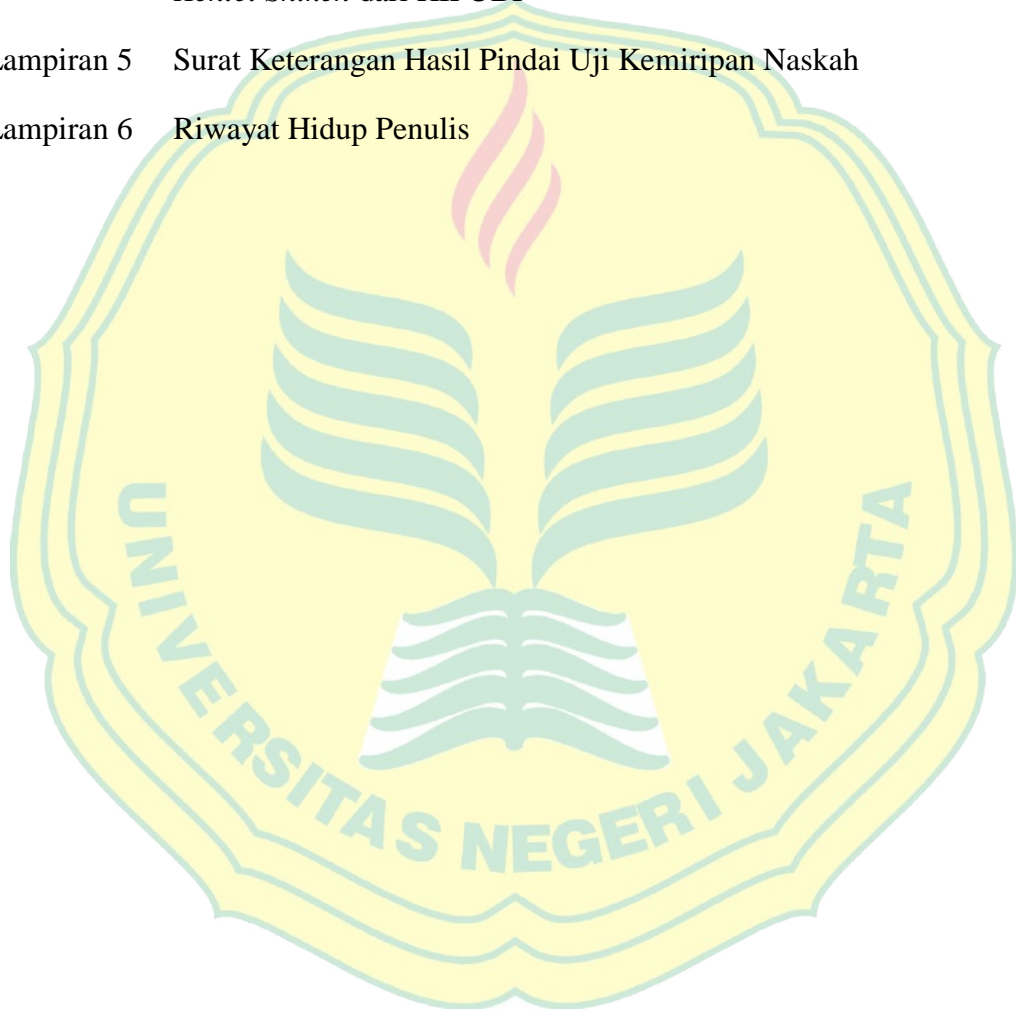 Lampiran 5 Surat Keterangan Hasil Pindai Uji Kemiripan Naskah
Lampiran 6 Riwayat Hidup Penulis
UNIVERSITAS NEGERI JAKARTA